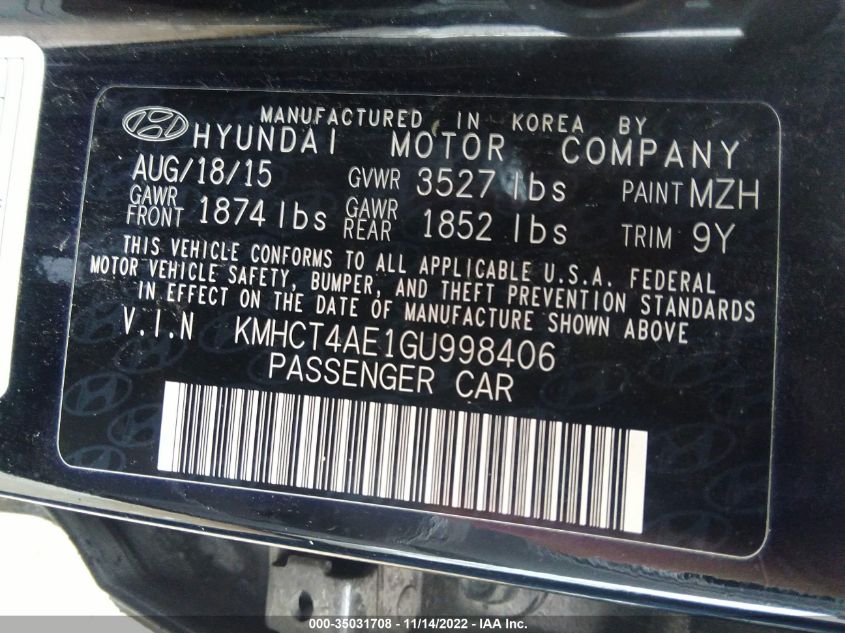 MANUFACTURED IN KOREA BY
HYUNDAI MOTOR COMPANY
AUG/18/15 GVWR 3527 lbs PAINT MZH
GAWR FRONT 1874 lbs GAWR REAR 1852 lbs TRIM 9Y
THIS VEHICLE CONFORMS TO ALL APPLICABLE U.S.A. FEDERAL
MOTOR VEHICLE SAFETY, BUMPER, AND THEFT PREVENTION STANDARDS
IN EFFECT ON THE DATE OF MANUFACTURE SHOWN ABOVE
V.I.N KMHCT4AE1GU998406
PASSENGER CAR
000-35031708 - 11/14/2022 - IAA Inc.